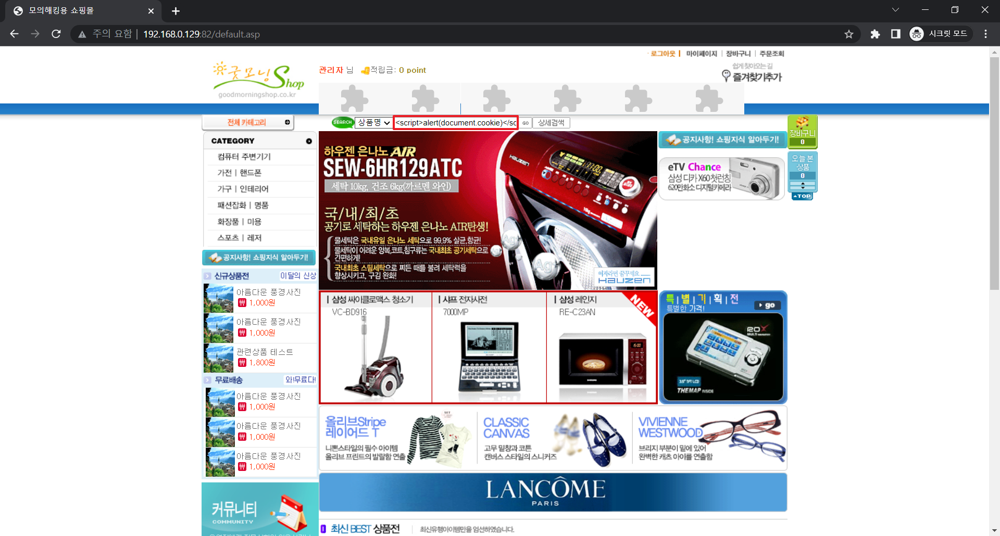 모의해킹용 쇼핑몰
주의 요함 | 192.168.0.129:82/default.asp
시크릿 모드
· 로그아웃 | 마이페이지 | 장바구니 | 주문조회
굿모닝 Shop
goodmorningshop.co.kr
관리자 님 적립금: 0 point
쉽게 찾아오는 길
즐겨찾기추가
전체 카테고리
SEARCH 상품명 <script>alert(document.cookie)</sc GO 상세검색
CATEGORY
컴퓨터 주변기기
가전 | 핸드폰
가구 | 인테리어
패션잡화 | 명품
화장품 | 미용
스포츠 | 레저
공지사항! 쇼핑지식 알아두기!
신규상품전 이달의 신상
아름다운 풍경사진
₩ 1,000원
아름다운 풍경사진
₩ 1,000원
관련상품 테스트
₩ 1,800원
무료배송 와!무료다!
아름다운 풍경사진
₩ 1,000원
아름다운 풍경사진
₩ 1,000원
아름다운 풍경사진
₩ 1,000원
커뮤니티
COMMUNITY
하우젠 은나노 AIR
SEW-6HR129ATC
세탁 10kg, 건조 6kg(까르멘 와인)
국/내/최/초
공기로 세탁하는 하우젠 은나노 AIR탄생!
물세탁은 국내유일 은나노 세탁으로 99.9% 살균,항균!
물세탁이 어려운 양복,코트,침구류는 국내최초 공기세탁으로
간편하게!
국내최초 스팀세탁으로 찌든 때를 불려 세탁력을
향상시키고, 구김 완화!
HAUZEN
Ag+
Ag+
여자라면 꿈꾸세요
HAUZEN
공지사항! 쇼핑지식 알아두기!
eTV Chance
삼성 디카 X60 첫런칭
620만화소 디지털카메라
장바구니
0
오늘 본
상품
0
▲TOP
삼성 싸이클로맥스 청소기
VC-BD916
샤프 전자사전
7000MP
삼성 레인지
RE-C23AN
NEW
특|별|기|획|전
특별한 가격!
go
ROX
3.5" TFT LCD
THEMAP INSIDE
올리브Stripe
레이어드 T
니쁜스타일의 필수 아이템
올리브 프린트의 발랄함 연출
CLASSIC
CANVAS
고무 밑창과 코튼
캔버스 스타일의 스니커즈
VIVIENNE
WESTWOOD
브리지 부분이 밑에 있어
완벽한 캐츠 아이를 연출함
LANCÔME
PARIS
최신 BEST 상품전 | 최신유행아이템만을 엄선하였습니다.